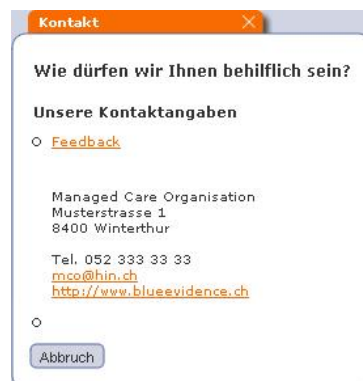 Kontakt
Wie dürfen wir Ihnen behilflich sein?
Unsere Kontaktangaben
Feedback
Managed Care Organisation
Musterstrasse 1
8400 Winterthur
Tel. 052 333 33 33
mco@hin.ch
http://www.blueevidence.ch
Abbruch